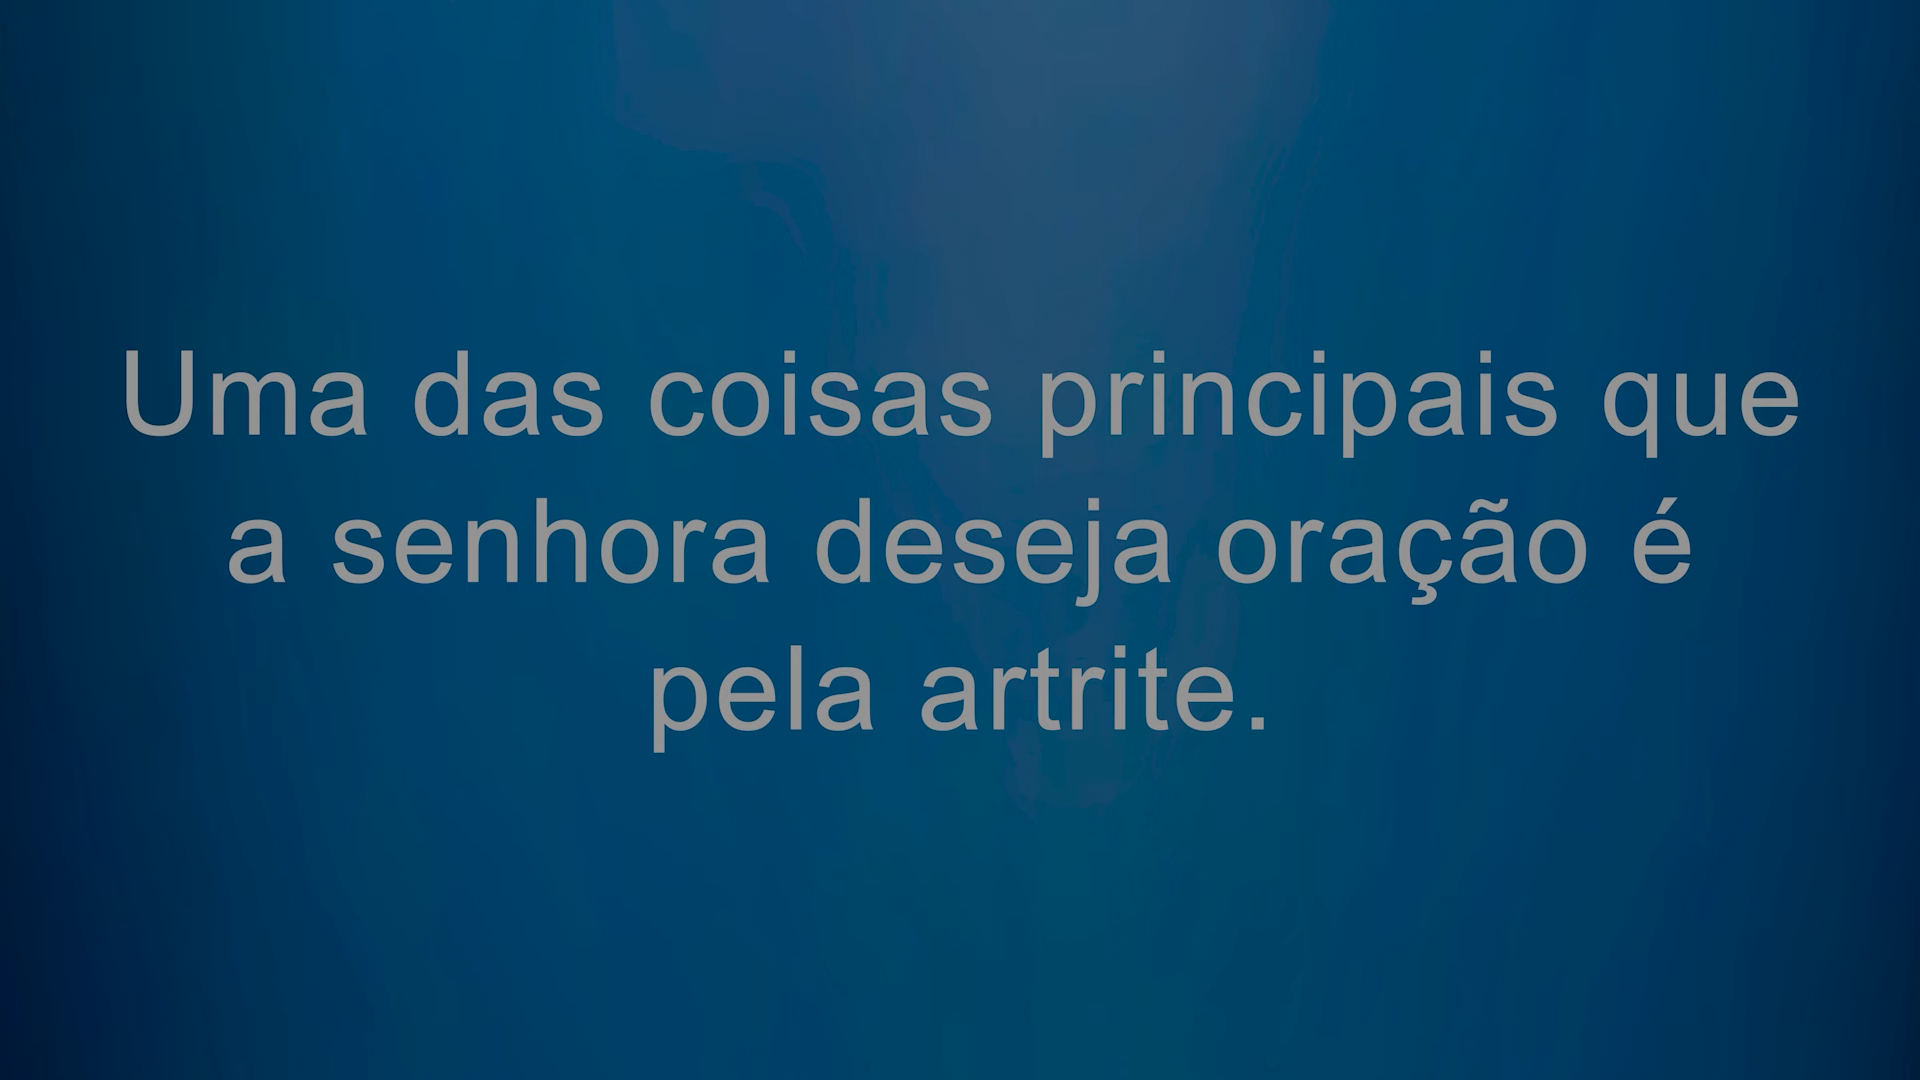 Uma das coisas principais que
a senhora deseja oração é
pela artrite.